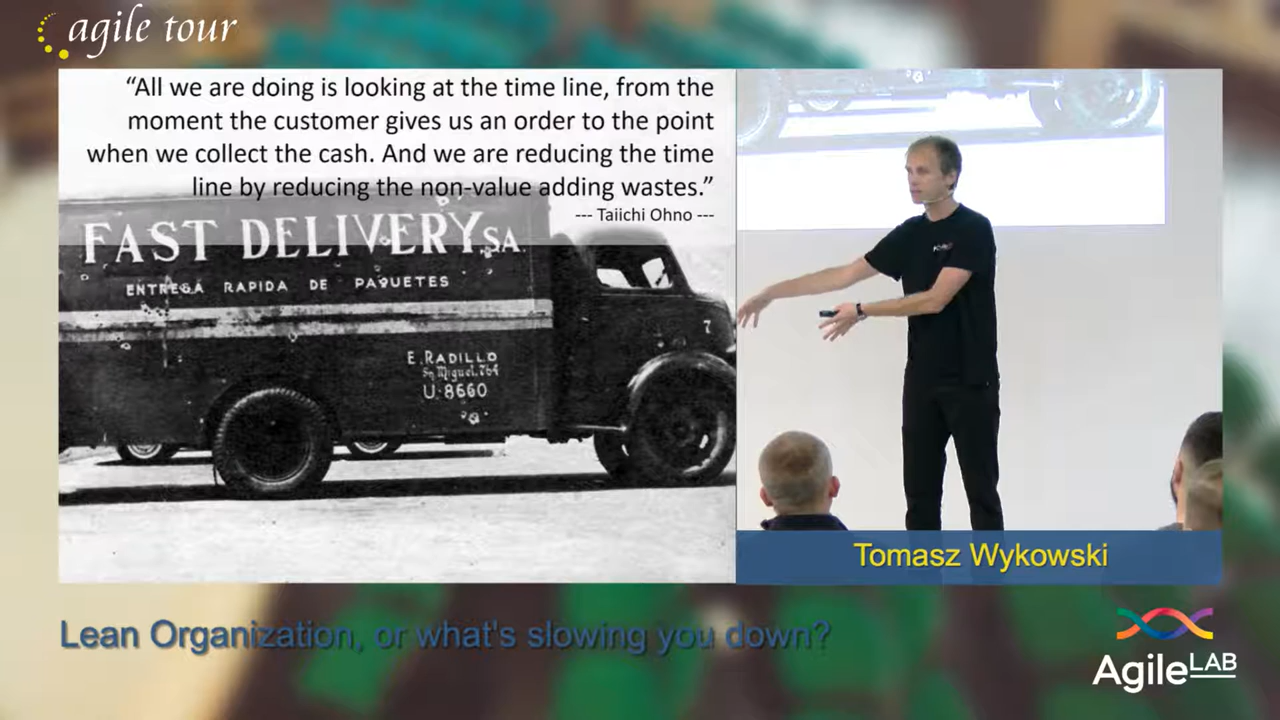 agile tour
“All we are doing is looking at the time line, from the
moment the customer gives us an order to the point
when we collect the cash. And we are reducing the time
line by reducing the non-value adding wastes.”
--- Taiichi Ohno ---
FAST DELIVERY SA
ENTREGA RAPIDA DE PAQUETES
7
E. RADILLO
Sn Miguel. 764
U·8660
Tomasz Wykowski
Lean Organization, or what's slowing you down?
AgileLAB